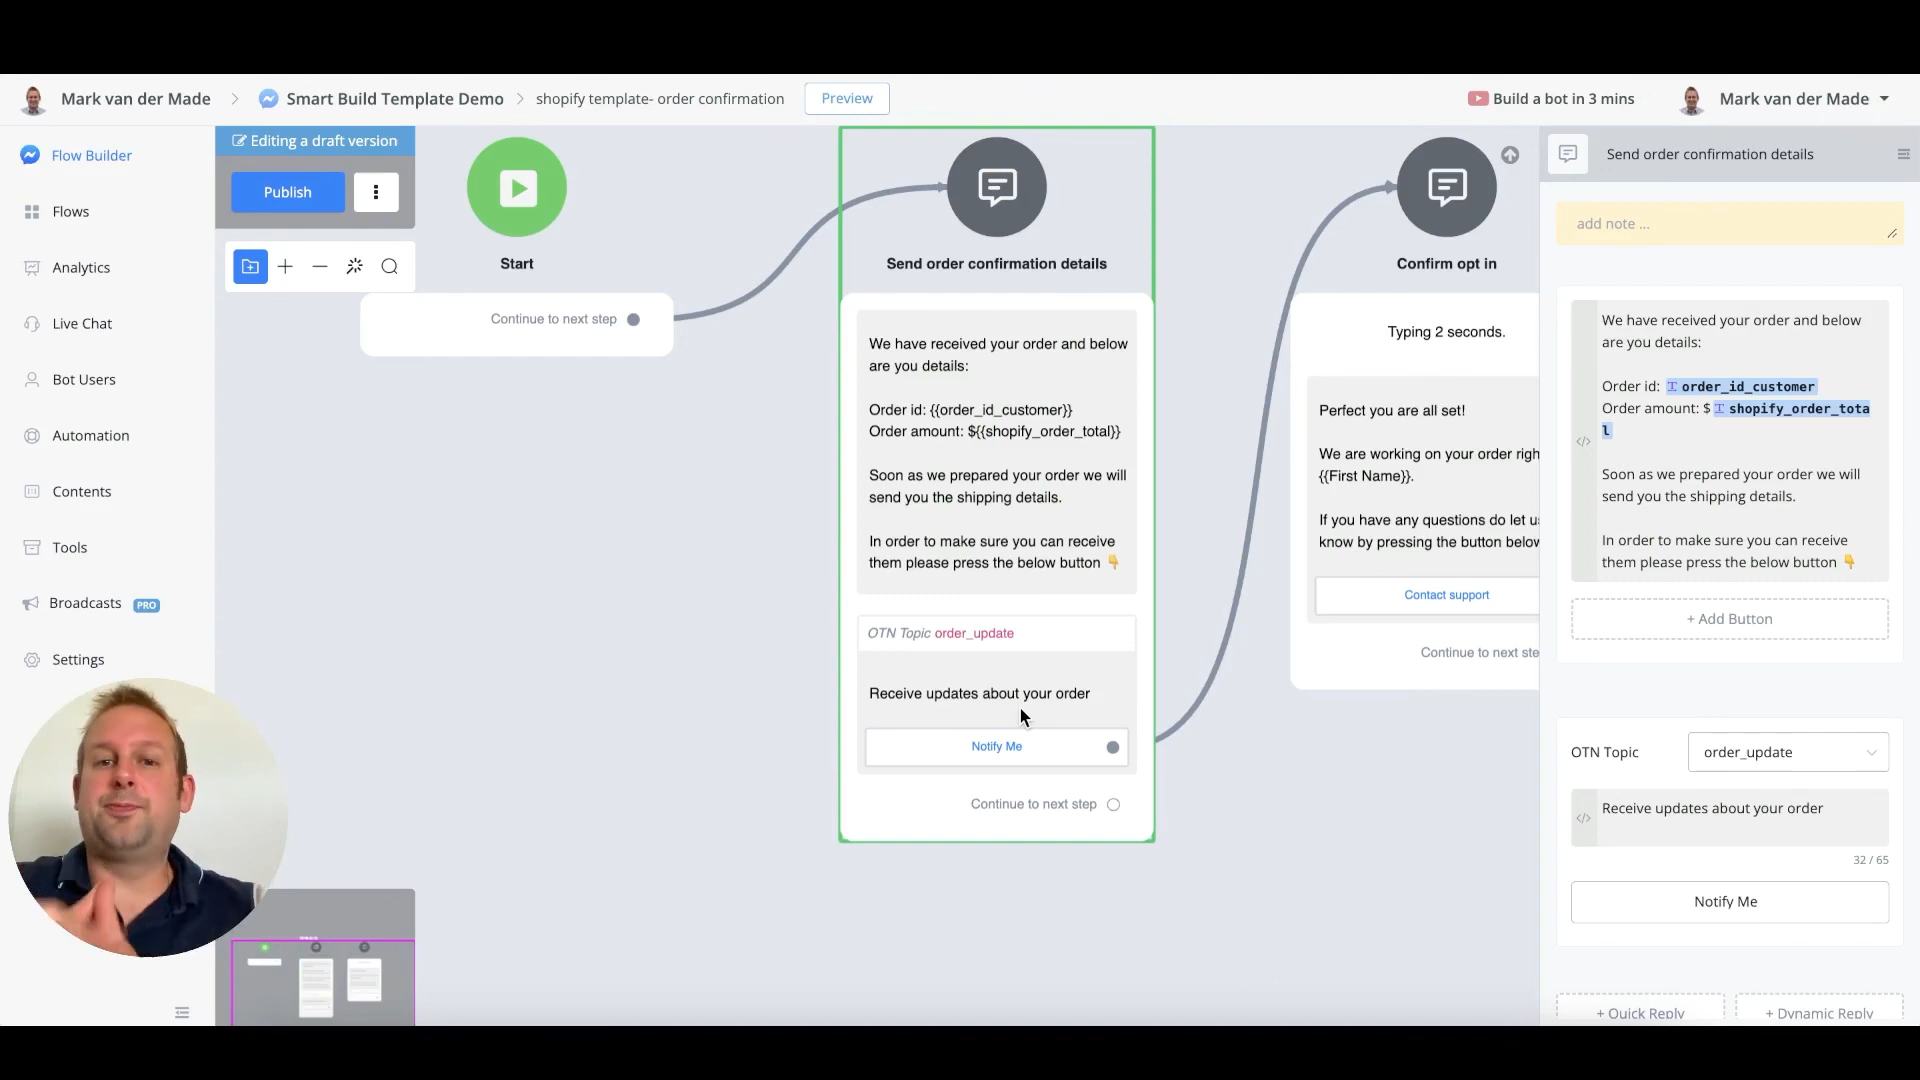 Mark van der Made
Smart Build Template Demo
shopify template- order confirmation
Preview
Build a bot in 3 mins
Mark van der Made
Flow Builder
Flows
Analytics
Live Chat
Bot Users
Automation
Contents
Tools
Broadcasts PRO
Settings
Editing a draft version
Publish
Start
Continue to next step
Send order confirmation details
We have received your order and below
are you details:
Order id: {{order_id_customer}}
Order amount: ${{shopify_order_total}}
Soon as we prepared your order we will
send you the shipping details.
In order to make sure you can receive
them please press the below button 👇
OTN Topic order_update
Receive updates about your order
Notify Me
Continue to next step
Confirm opt in
Typing 2 seconds.
Perfect you are all set!
We are working on your order righ
{{First Name}}.
If you have any questions do let u
know by pressing the button below
Contact support
Continue to next ste
Send order confirmation details
add note ...
We have received your order and below
are you details:
Order id: order_id_customer
Order amount: $ shopify_order_tota
l
Soon as we prepared your order we will
send you the shipping details.
In order to make sure you can receive
them please press the below button 👇
+ Add Button
OTN Topic order_update
Receive updates about your order
32 / 65
Notify Me
+ Quick Reply
+ Dynamic Reply